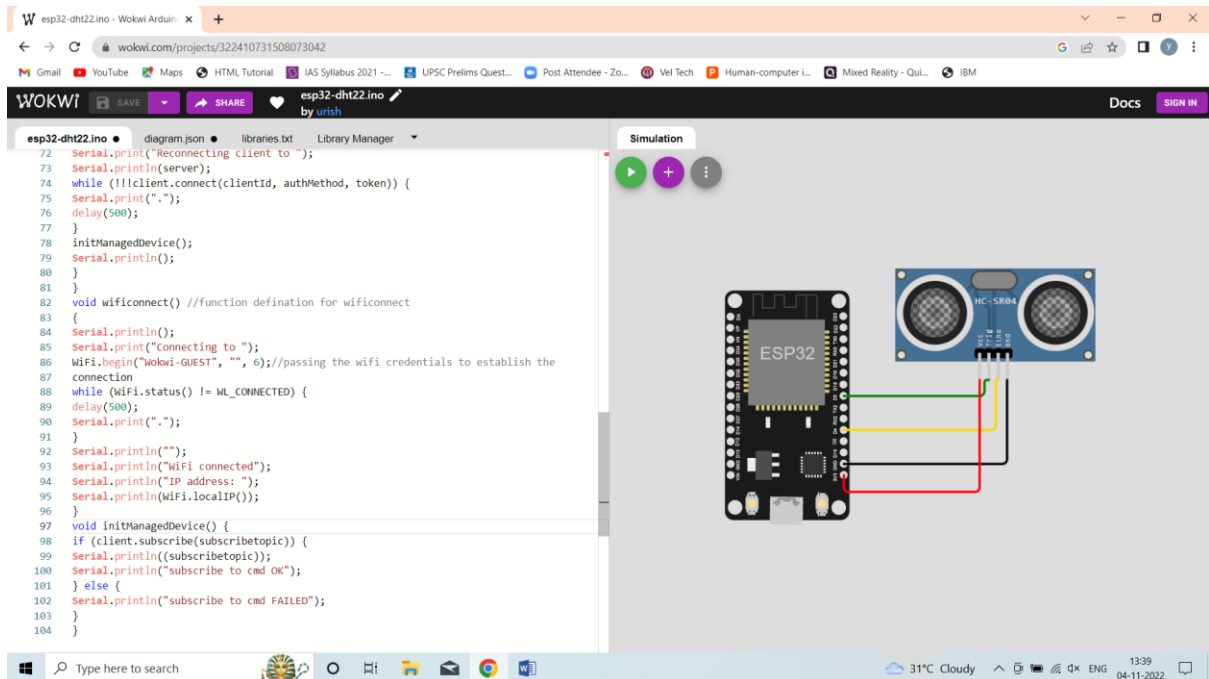 esp32-dht22.ino - Wokwi Arduin
wokwi.com/projects/322410731508073042
Gmail YouTube Maps HTML Tutorial IAS Syllabus 2021 -... UPSC Prelims Quest... Post Attendee - Zo... Vel Tech Human-computer i... Mixed Reality - Qui... IBM
WOKWI SAVE SHARE esp32-dht22.ino by urish Docs SIGN IN
esp32-dht22.ino ● diagram.json ● libraries.txt Library Manager
72 Serial.print("Reconnecting client to ");
73 Serial.println(server);
74 while (!!!client.connect(clientId, authMethod, token)) {
75 Serial.print(".");
76 delay(500);
77 }
78 initManagedDevice();
79 Serial.println();
80 }
81 }
82 void wificonnect() //function defination for wificonnect
83 {
84 Serial.println();
85 Serial.print("Connecting to ");
86 WiFi.begin("Wokwi-GUEST", "", 6);//passing the wifi credentials to establish the
87 connection
88 while (WiFi.status() != WL_CONNECTED) {
89 delay(500);
90 Serial.print(".");
91 }
92 Serial.println("");
93 Serial.println("WiFi connected");
94 Serial.println("IP address: ");
95 Serial.println(WiFi.localIP());
96 }
97 void initManagedDevice() {
98 if (client.subscribe(subscribetopic)) {
99 Serial.println((subscribetopic));
100 Serial.println("subscribe to cmd OK");
101 } else {
102 Serial.println("subscribe to cmd FAILED");
103 }
104 }
Simulation
HC-SR04
Vcc
Trig
Echo
Gnd
ESP32
Type here to search
31°C Cloudy ENG 13:39
04-11-2022